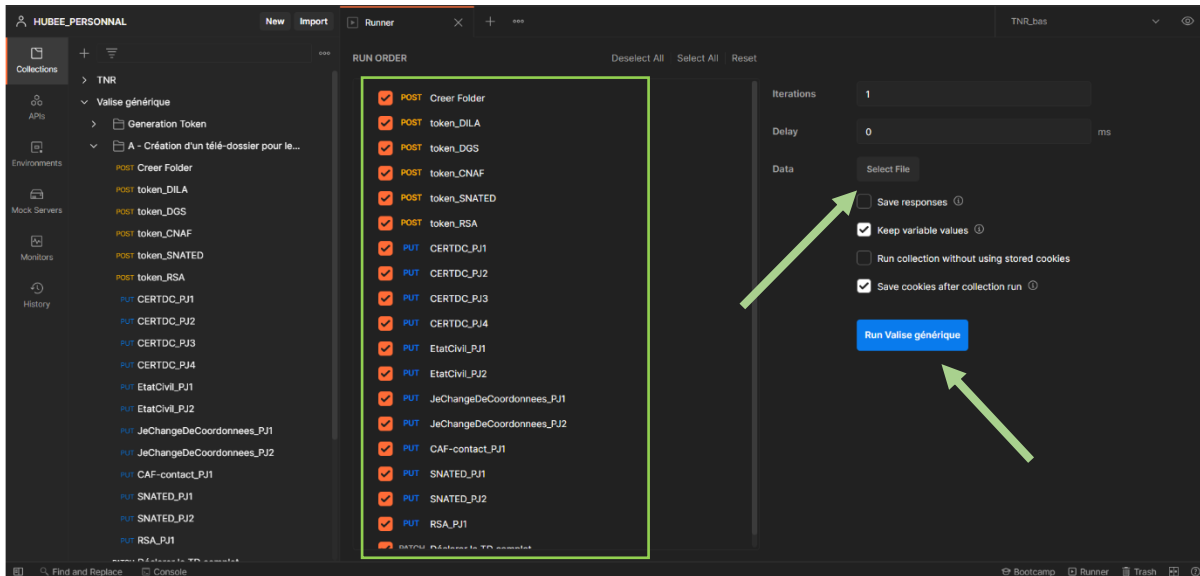 HUBEE_PERSONNAL
New
Import
Runner
TNR_bas
Collections
APIs
Environments
Mock Servers
Monitors
History
TNR
Valise générique
Generation Token
A - Création d'un télé-dossier pour le...
POST Creer Folder
POST token_DILA
POST token_DGS
POST token_CNAF
POST token_SNATED
POST token_RSA
PUT CERTDC_PJ1
PUT CERTDC_PJ2
PUT CERTDC_PJ3
PUT CERTDC_PJ4
PUT EtatCivil_PJ1
PUT EtatCivil_PJ2
PUT JeChangeDeCoordonnees_PJ1
PUT JeChangeDeCoordonnees_PJ2
PUT CAF-contact_PJ1
PUT SNATED_PJ1
PUT SNATED_PJ2
PUT RSA_PJ1
RUN ORDER
Deselect All
Select All
Reset
POST Creer Folder
POST token_DILA
POST token_DGS
POST token_CNAF
POST token_SNATED
POST token_RSA
PUT CERTDC_PJ1
PUT CERTDC_PJ2
PUT CERTDC_PJ3
PUT CERTDC_PJ4
PUT EtatCivil_PJ1
PUT EtatCivil_PJ2
PUT JeChangeDeCoordonnees_PJ1
PUT JeChangeDeCoordonnees_PJ2
PUT CAF-contact_PJ1
PUT SNATED_PJ1
PUT SNATED_PJ2
PUT RSA_PJ1
PATCH Déclarer le TD complet
Iterations 1
Delay 0 ms
Data Select File
Save responses
Keep variable values
Run collection without using stored cookies
Save cookies after collection run
Run Valise générique
Find and Replace
Console
Bootcamp
Runner
Trash